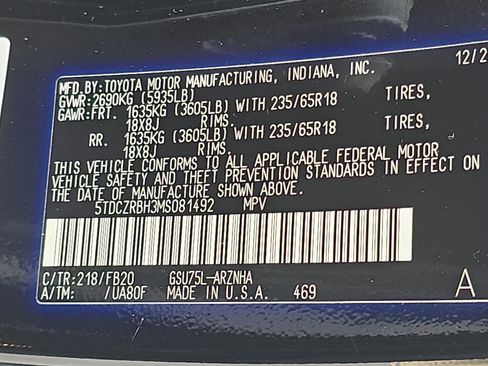 MFD.BY:TOYOTA MOTOR MANUFACTURING, INDIANA, INC. 12/2
GVWR:2690KG (5935LB)
GAWR:FRT. 1635KG (3605LB) WITH 235/65R18 TIRES,
18X8J RIMS.
RR. 1635KG (3605LB) WITH 235/65R18 TIRES,
18X8J RIMS.
THIS VEHICLE CONFORMS TO ALL APPLICABLE FEDERAL MOTOR
VEHICLE SAFETY AND THEFT PREVENTION STANDARDS IN EFFECT ON
THE DATE OF MANUFACTURE SHOWN ABOVE.
5TDCZRBH3MS081492 MPV
C/TR:218/FB20 GSU75L-ARZNHA A
A/TM: /UA80F MADE IN U.S.A. 469